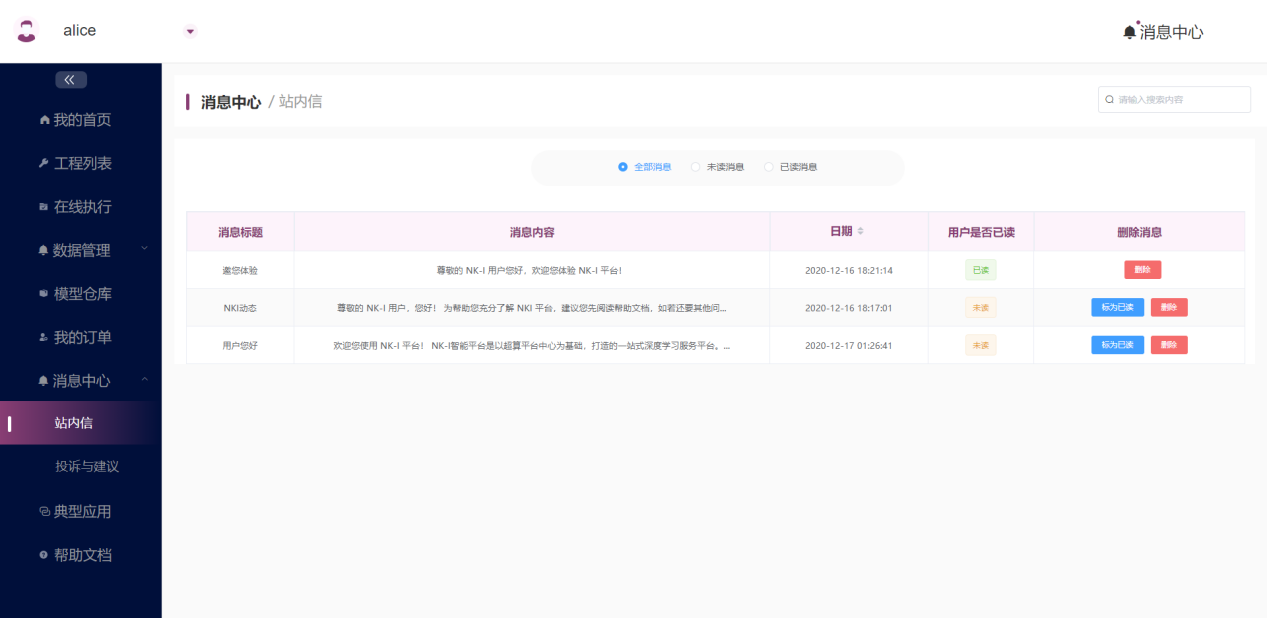 alice
消息中心
我的首页
工程列表
在线执行
数据管理
模型仓库
我的订单
消息中心
站内信
投诉与建议
典型应用
帮助文档
消息中心 / 站内信
请输入搜索内容
全部消息 未读消息 已读消息
消息标题 消息内容 日期 用户是否已读 删除消息
邀您体验 尊敬的 NK-I 用户您好，欢迎您体验 NK-I 平台！ 2020-12-16 18:21:14 已读 删除
NKI动态 尊敬的 NK-I 用户，您好！ 为帮助您充分了解 NKI 平台，建议您先阅读帮助文档，如若还要其他问... 2020-12-16 18:17:01 未读 标为已读 删除
用户您好 欢迎您使用 NK-I 平台！ NK-I智能平台是以超算平台中心为基础，打造的一站式深度学习服务平台。... 2020-12-17 01:26:41 未读 标为已读 删除